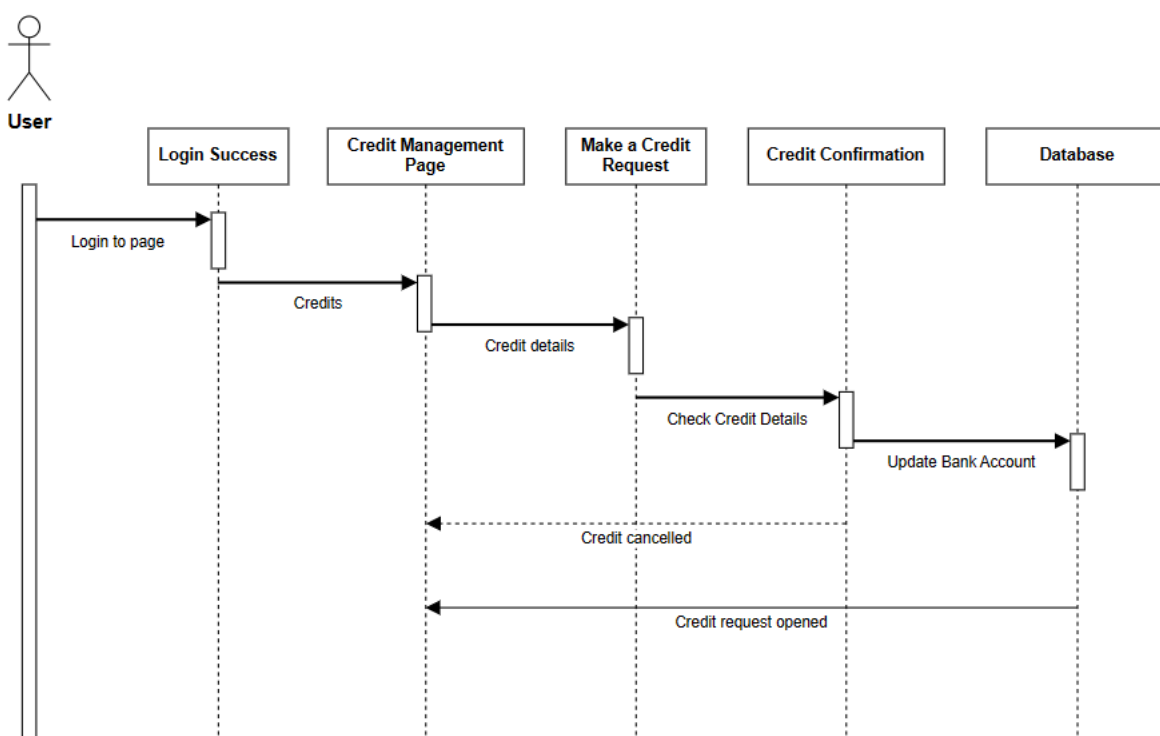 User
Login Success
Credit Management
Page
Make a Credit
Request
Credit Confirmation
Database
Login to page
Credits
Credit details
Check Credit Details
Update Bank Account
Credit cancelled
Credit request opened